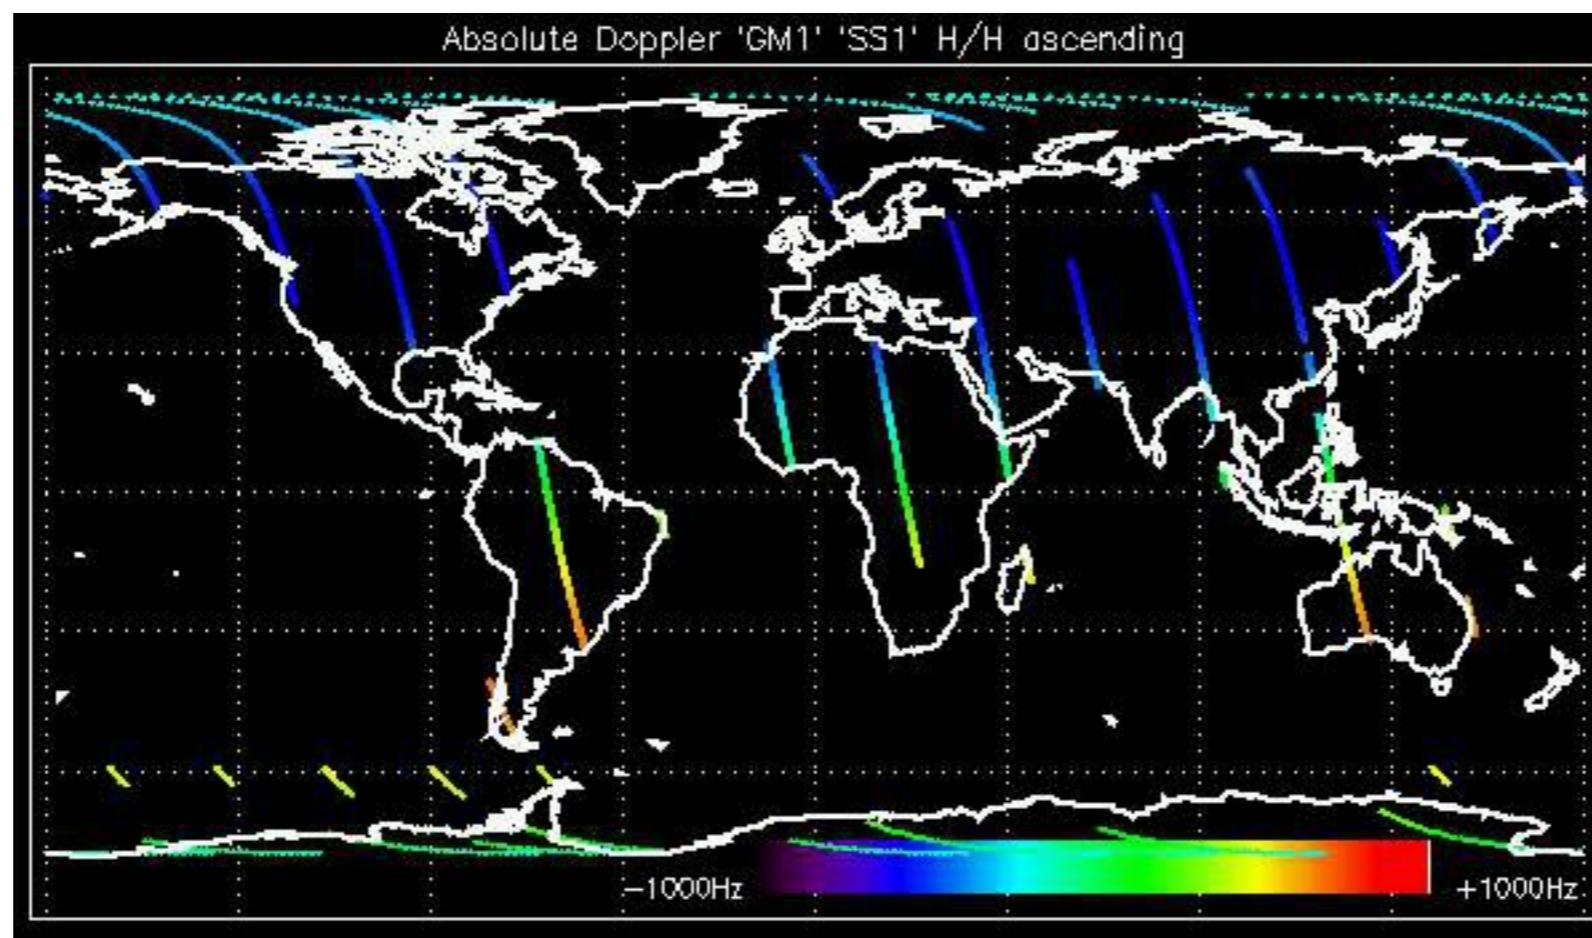 Absolute Doppler 'GM1' 'SS1' H/H ascending
-1000Hz +1000Hz